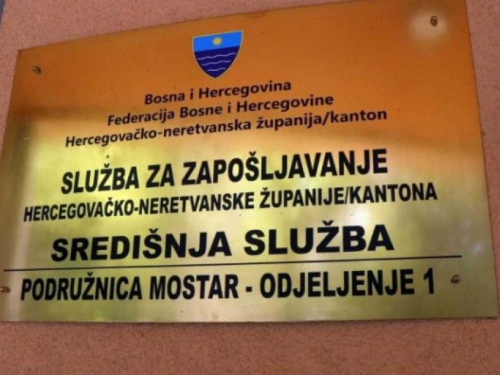 Bosna i Hercegovina
Federacija Bosne i Hercegovine
Hercegovačko-neretvanska županija/kanton
SLUŽBA ZA ZAPOŠLJAVANJE
HERCEGOVAČKO-NERETVANSKE ŽUPANIJE/KANTONA
SREDIŠNJA SLUŽBA
PODRUŽNICA MOSTAR - ODJELJENJE 1